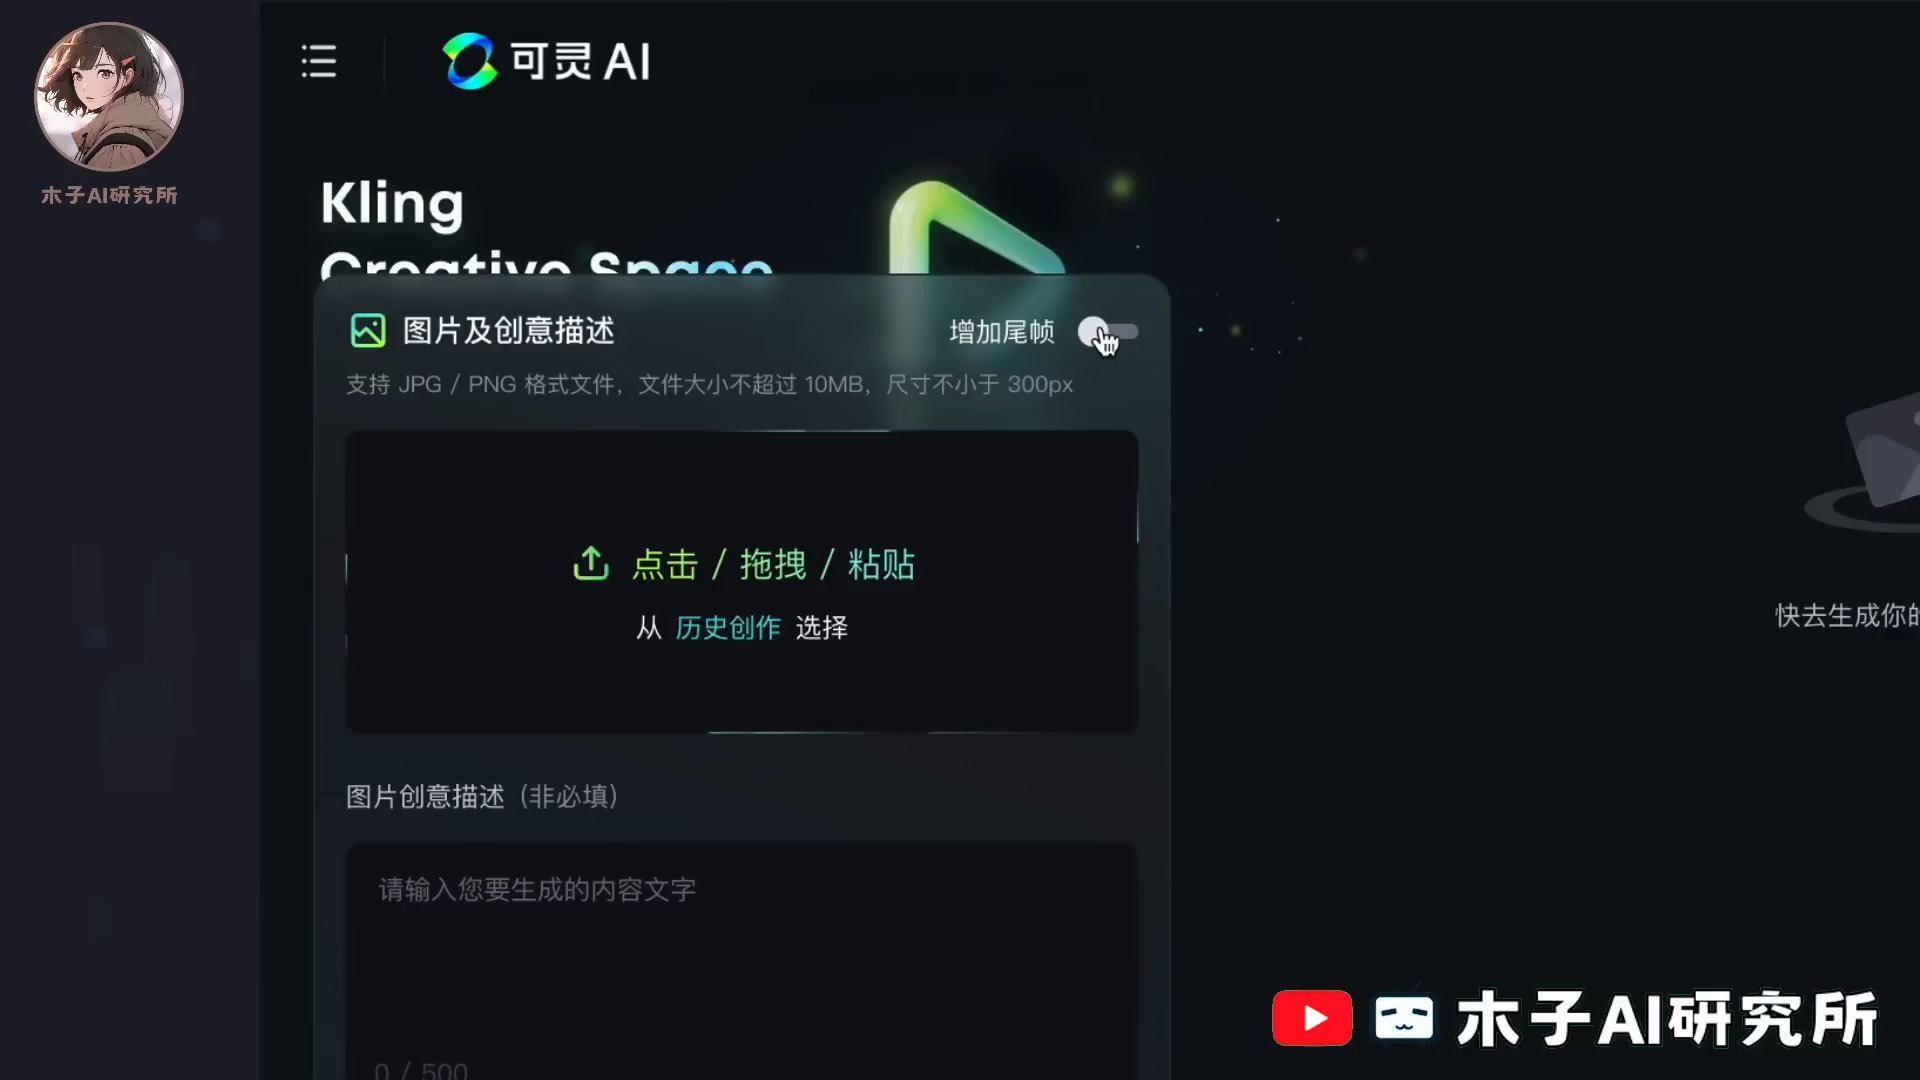 木子AI研究所
可灵 AI
Kling
Creative Space
图片及创意描述
增加尾帧
支持 JPG / PNG 格式文件，文件大小不超过 10MB，尺寸不小于 300px
点击 / 拖拽 / 粘贴
从 历史创作 选择
图片创意描述（非必填）
请输入您要生成的内容文字
0 / 500
快去生成你的
木子AI研究所